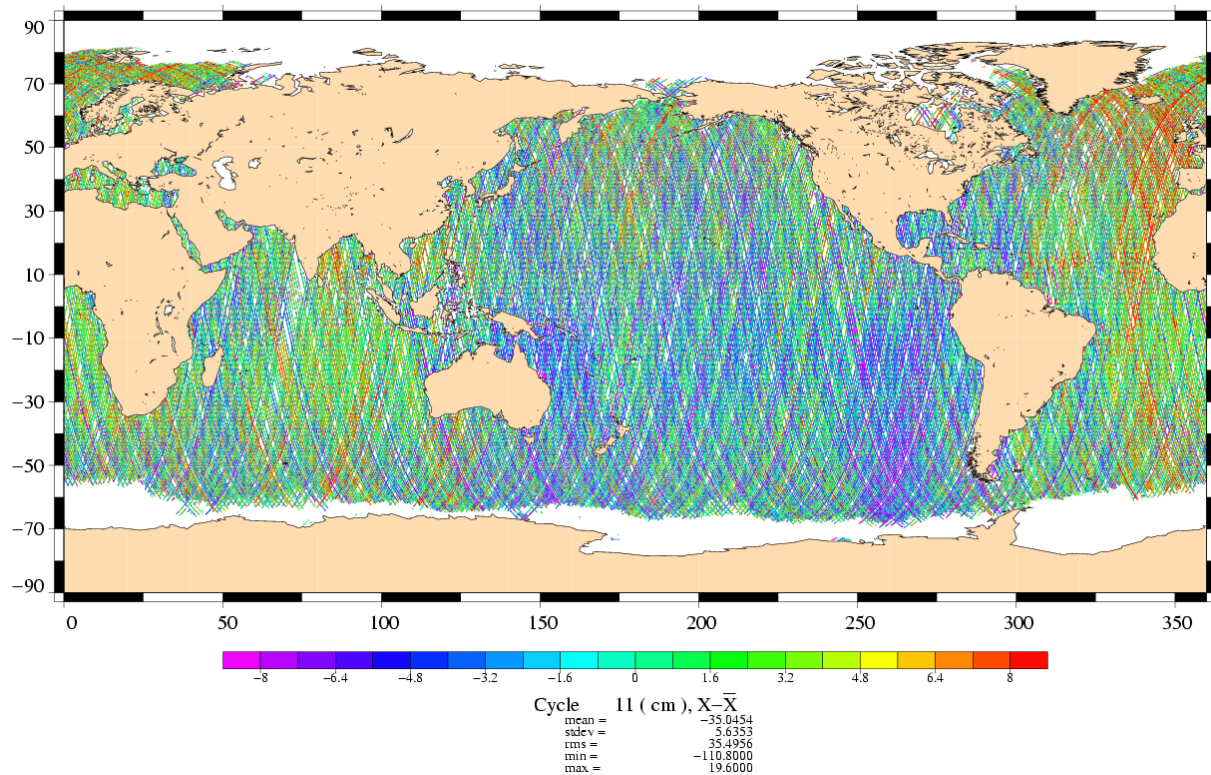 90
70
50
30
10
−10
−30
−50
−70
−90
0 50 100 150 200 250 300 350
−8 −6.4 −4.8 −3.2 −1.6 0 1.6 3.2 4.8 6.4 8
Cycle 11 ( cm ), X−X̅
mean = −35.0454
stdev = 5.6353
rms = 35.4956
min = −110.8000
max = 19.6000